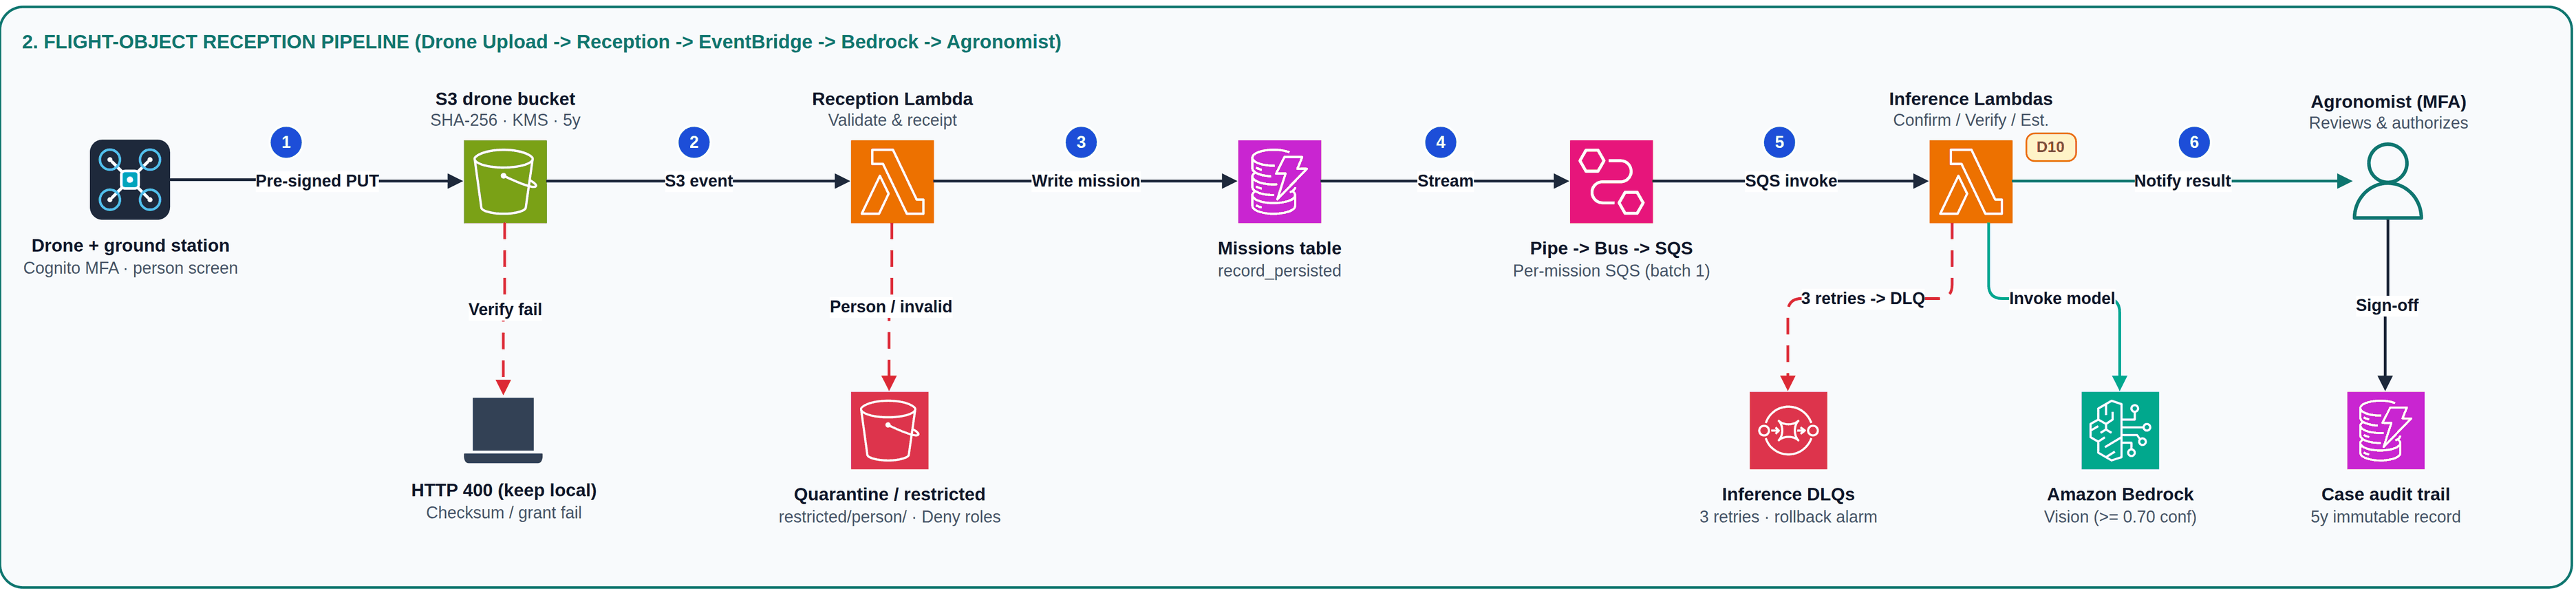 2. FLIGHT-OBJECT RECEPTION PIPELINE (Drone Upload -> Reception -> EventBridge -> Bedrock -> Agronomist)
Drone + ground station
Cognito MFA · person screen
1
Pre-signed PUT
S3 drone bucket
SHA-256 · KMS · 5y
2
S3 event
Reception Lambda
Validate & receipt
3
Write mission
Missions table
record_persisted
4
Stream
Pipe -> Bus -> SQS
Per-mission SQS (batch 1)
5
SQS invoke
Inference Lambdas
Confirm / Verify / Est.
D10
6
Notify result
Agronomist (MFA)
Reviews & authorizes
Verify fail
Person / invalid
3 retries -> DLQ
Invoke model
Sign-off
HTTP 400 (keep local)
Checksum / grant fail
Quarantine / restricted
restricted/person/ · Deny roles
Inference DLQs
3 retries · rollback alarm
Amazon Bedrock
Vision (>= 0.70 conf)
Case audit trail
5y immutable record